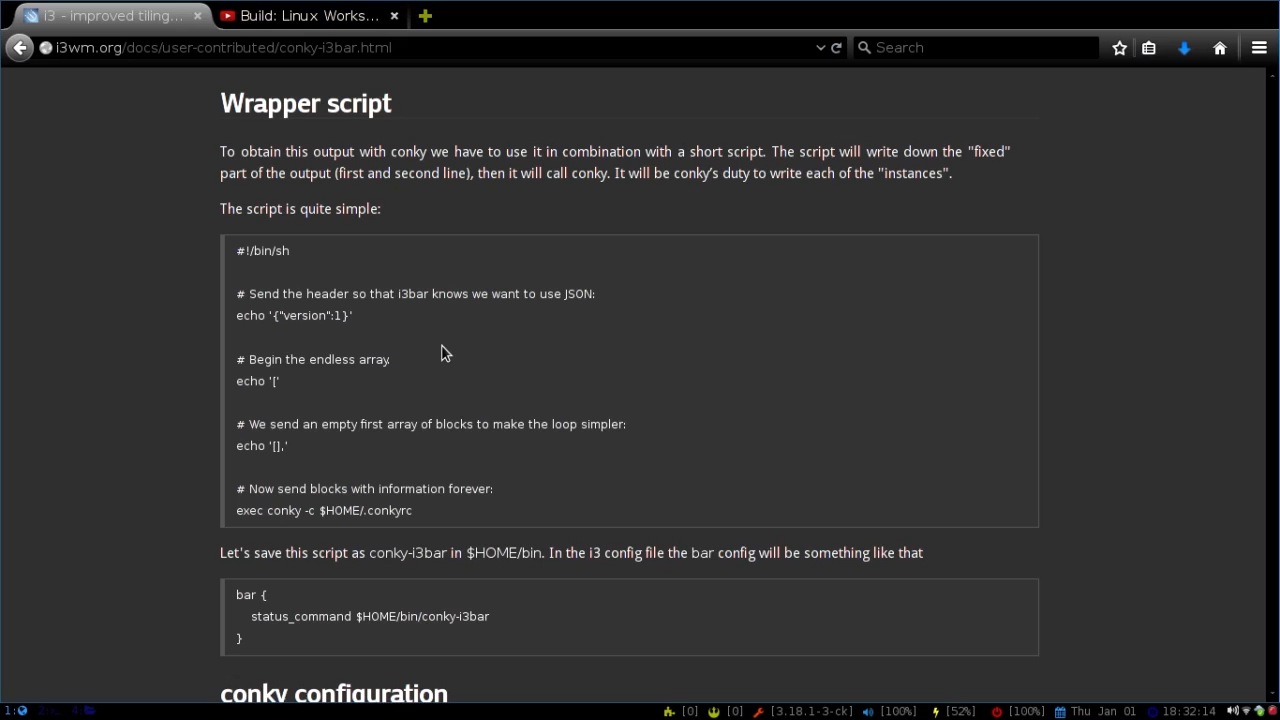 i3 - improved tiling...
Build: Linux Works...
i3wm.org/docs/user-contributed/conky-i3bar.html
Search
Wrapper script
To obtain this output with conky we have to use it in combination with a short script. The script will write down the "fixed"
part of the output (first and second line), then it will call conky. It will be conky’s duty to write each of the "instances".
The script is quite simple:
#!/bin/sh
# Send the header so that i3bar knows we want to use JSON:
echo '{"version":1}'
# Begin the endless array.
echo '['
# We send an empty first array of blocks to make the loop simpler:
echo '[],'
# Now send blocks with information forever:
exec conky -c $HOME/.conkyrc
Let's save this script as conky-i3bar in $HOME/bin. In the i3 config file the bar config will be something like that
bar {
status_command $HOME/bin/conky-i3bar
}
conky configuration
1: [0] [0] [3.18.1-3-ck] [100%] [52%] [100%] Thu Jan 01 18:32:14